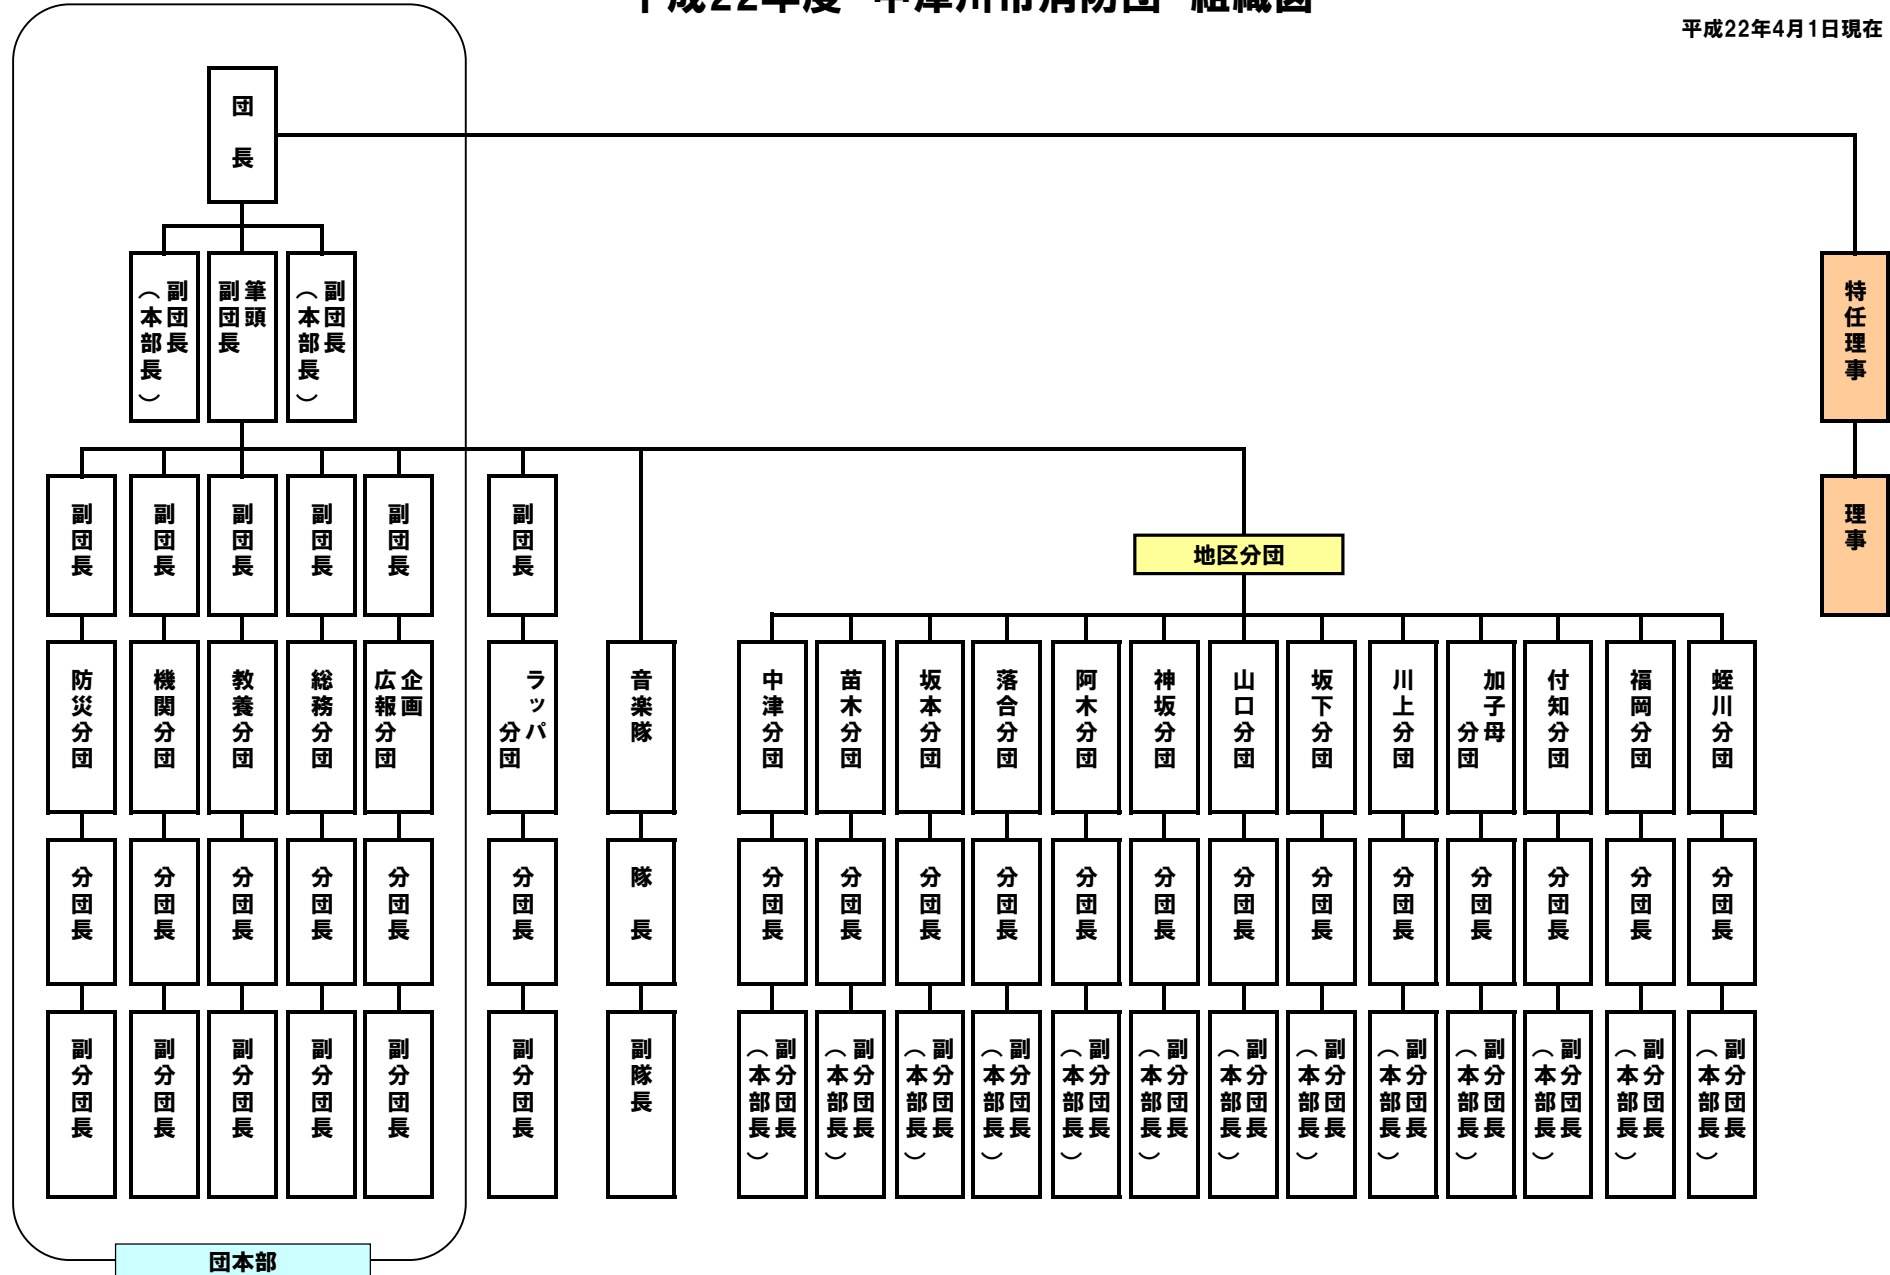 平成22年度 中津川市消防団 組織図
平成22年4月1日現在
団長
副団長
（本部長）
筆頭
副団長
副団長
（本部長）
特任理事
副団長
副団長
副団長
副団長
副団長
副団長
理事
地区分団
防災分団
機関分団
教養分団
総務分団
企画
広報分団
ラッパ
分団
音楽隊
中津分団
苗木分団
坂本分団
落合分団
阿木分団
神坂分団
山口分団
坂下分団
川上分団
加子母
分団
付知分団
福岡分団
蛭川分団
分団長
分団長
分団長
分団長
分団長
分団長
隊長
分団長
分団長
分団長
分団長
分団長
分団長
分団長
分団長
分団長
分団長
分団長
分団長
分団長
副分団長
副分団長
副分団長
副分団長
副分団長
副分団長
副隊長
副分団長
（本部長）
副分団長
（本部長）
副分団長
（本部長）
副分団長
（本部長）
副分団長
（本部長）
副分団長
（本部長）
副分団長
（本部長）
副分団長
（本部長）
副分団長
（本部長）
副分団長
（本部長）
副分団長
（本部長）
副分団長
（本部長）
副分団長
（本部長）
団本部